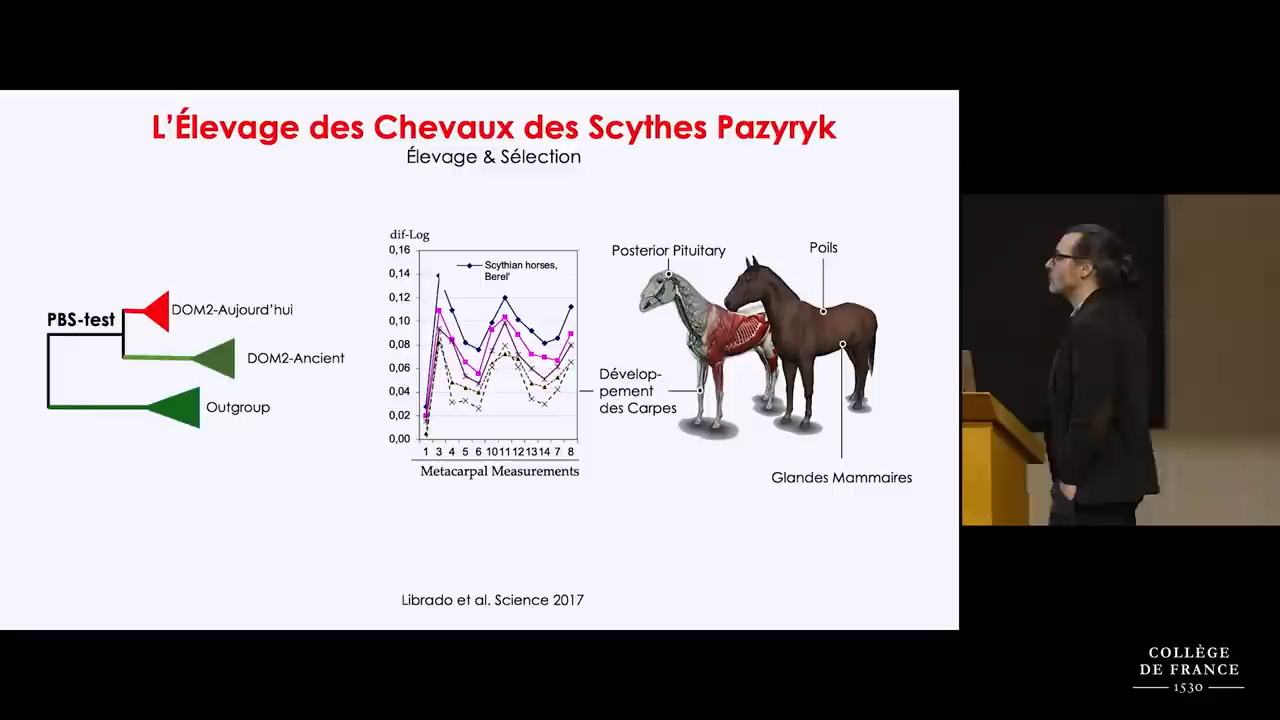 L'Élevage des Chevaux des Scythes Pazyryk
Élevage & Sélection
PBS-test
DOM2-Aujourd'hui
DOM2-Ancient
Outgroup
dif-Log
0,16
0,14
0,12
0,10
0,08
0,06
0,04
0,02
0,00
Scythian horses,
Berel'
1 3 4 5 6 10 11 12 13 14 7 8
Metacarpal Measurements
Posterior Pituitary
Poils
Dévelop-
pement
des Carpes
Glandes Mammaires
Librado et al. Science 2017
COLLÈGE
DE FRANCE
1530